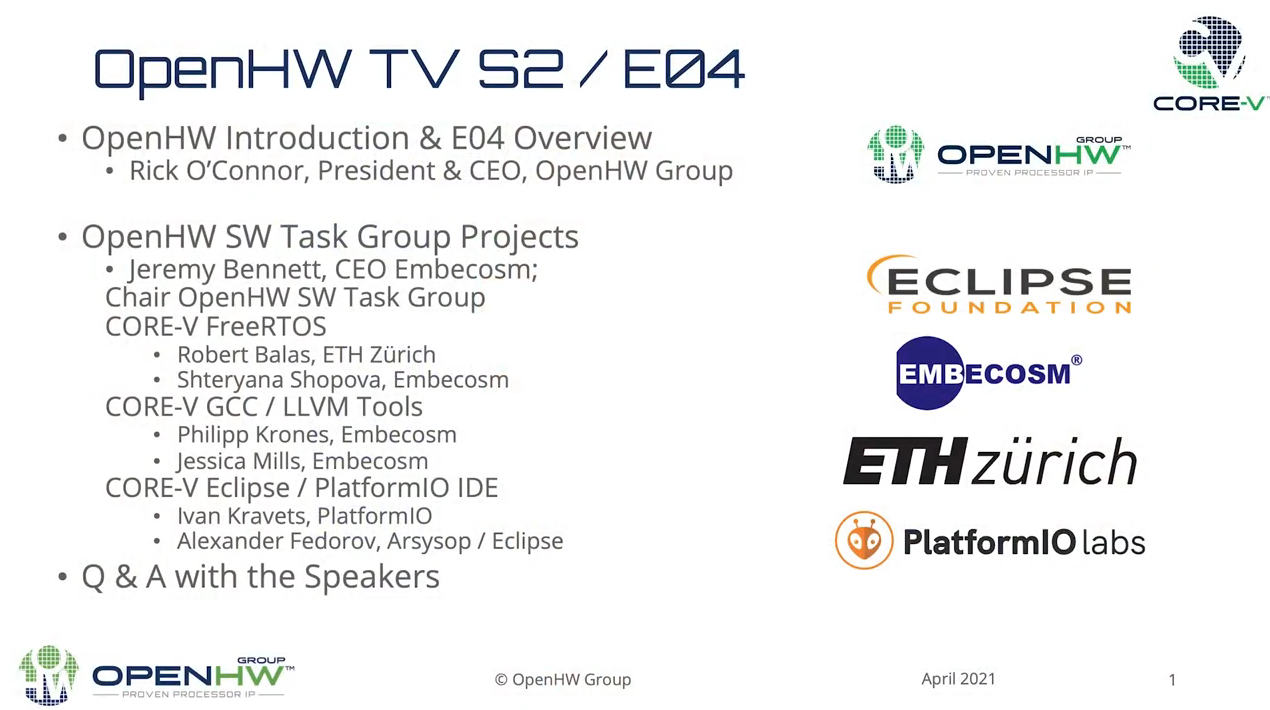 OpenHW TV S2 / E04
CORE-V
• OpenHW Introduction & E04 Overview
• Rick O’Connor, President & CEO, OpenHW Group
OPENHW GROUP™
PROVEN PROCESSOR IP
• OpenHW SW Task Group Projects
• Jeremy Bennett, CEO Embecosm;
Chair OpenHW SW Task Group
CORE-V FreeRTOS
• Robert Balas, ETH Zürich
• Shteryana Shopova, Embecosm
CORE-V GCC / LLVM Tools
• Philipp Krones, Embecosm
• Jessica Mills, Embecosm
CORE-V Eclipse / PlatformIO IDE
• Ivan Kravets, PlatformIO
• Alexander Fedorov, Arsysop / Eclipse
• Q & A with the Speakers
ECLIPSE
FOUNDATION
EMBECOSM®
ETH zürich
PlatformIO labs
OPENHW GROUP™
PROVEN PROCESSOR IP
© OpenHW Group
April 2021
1